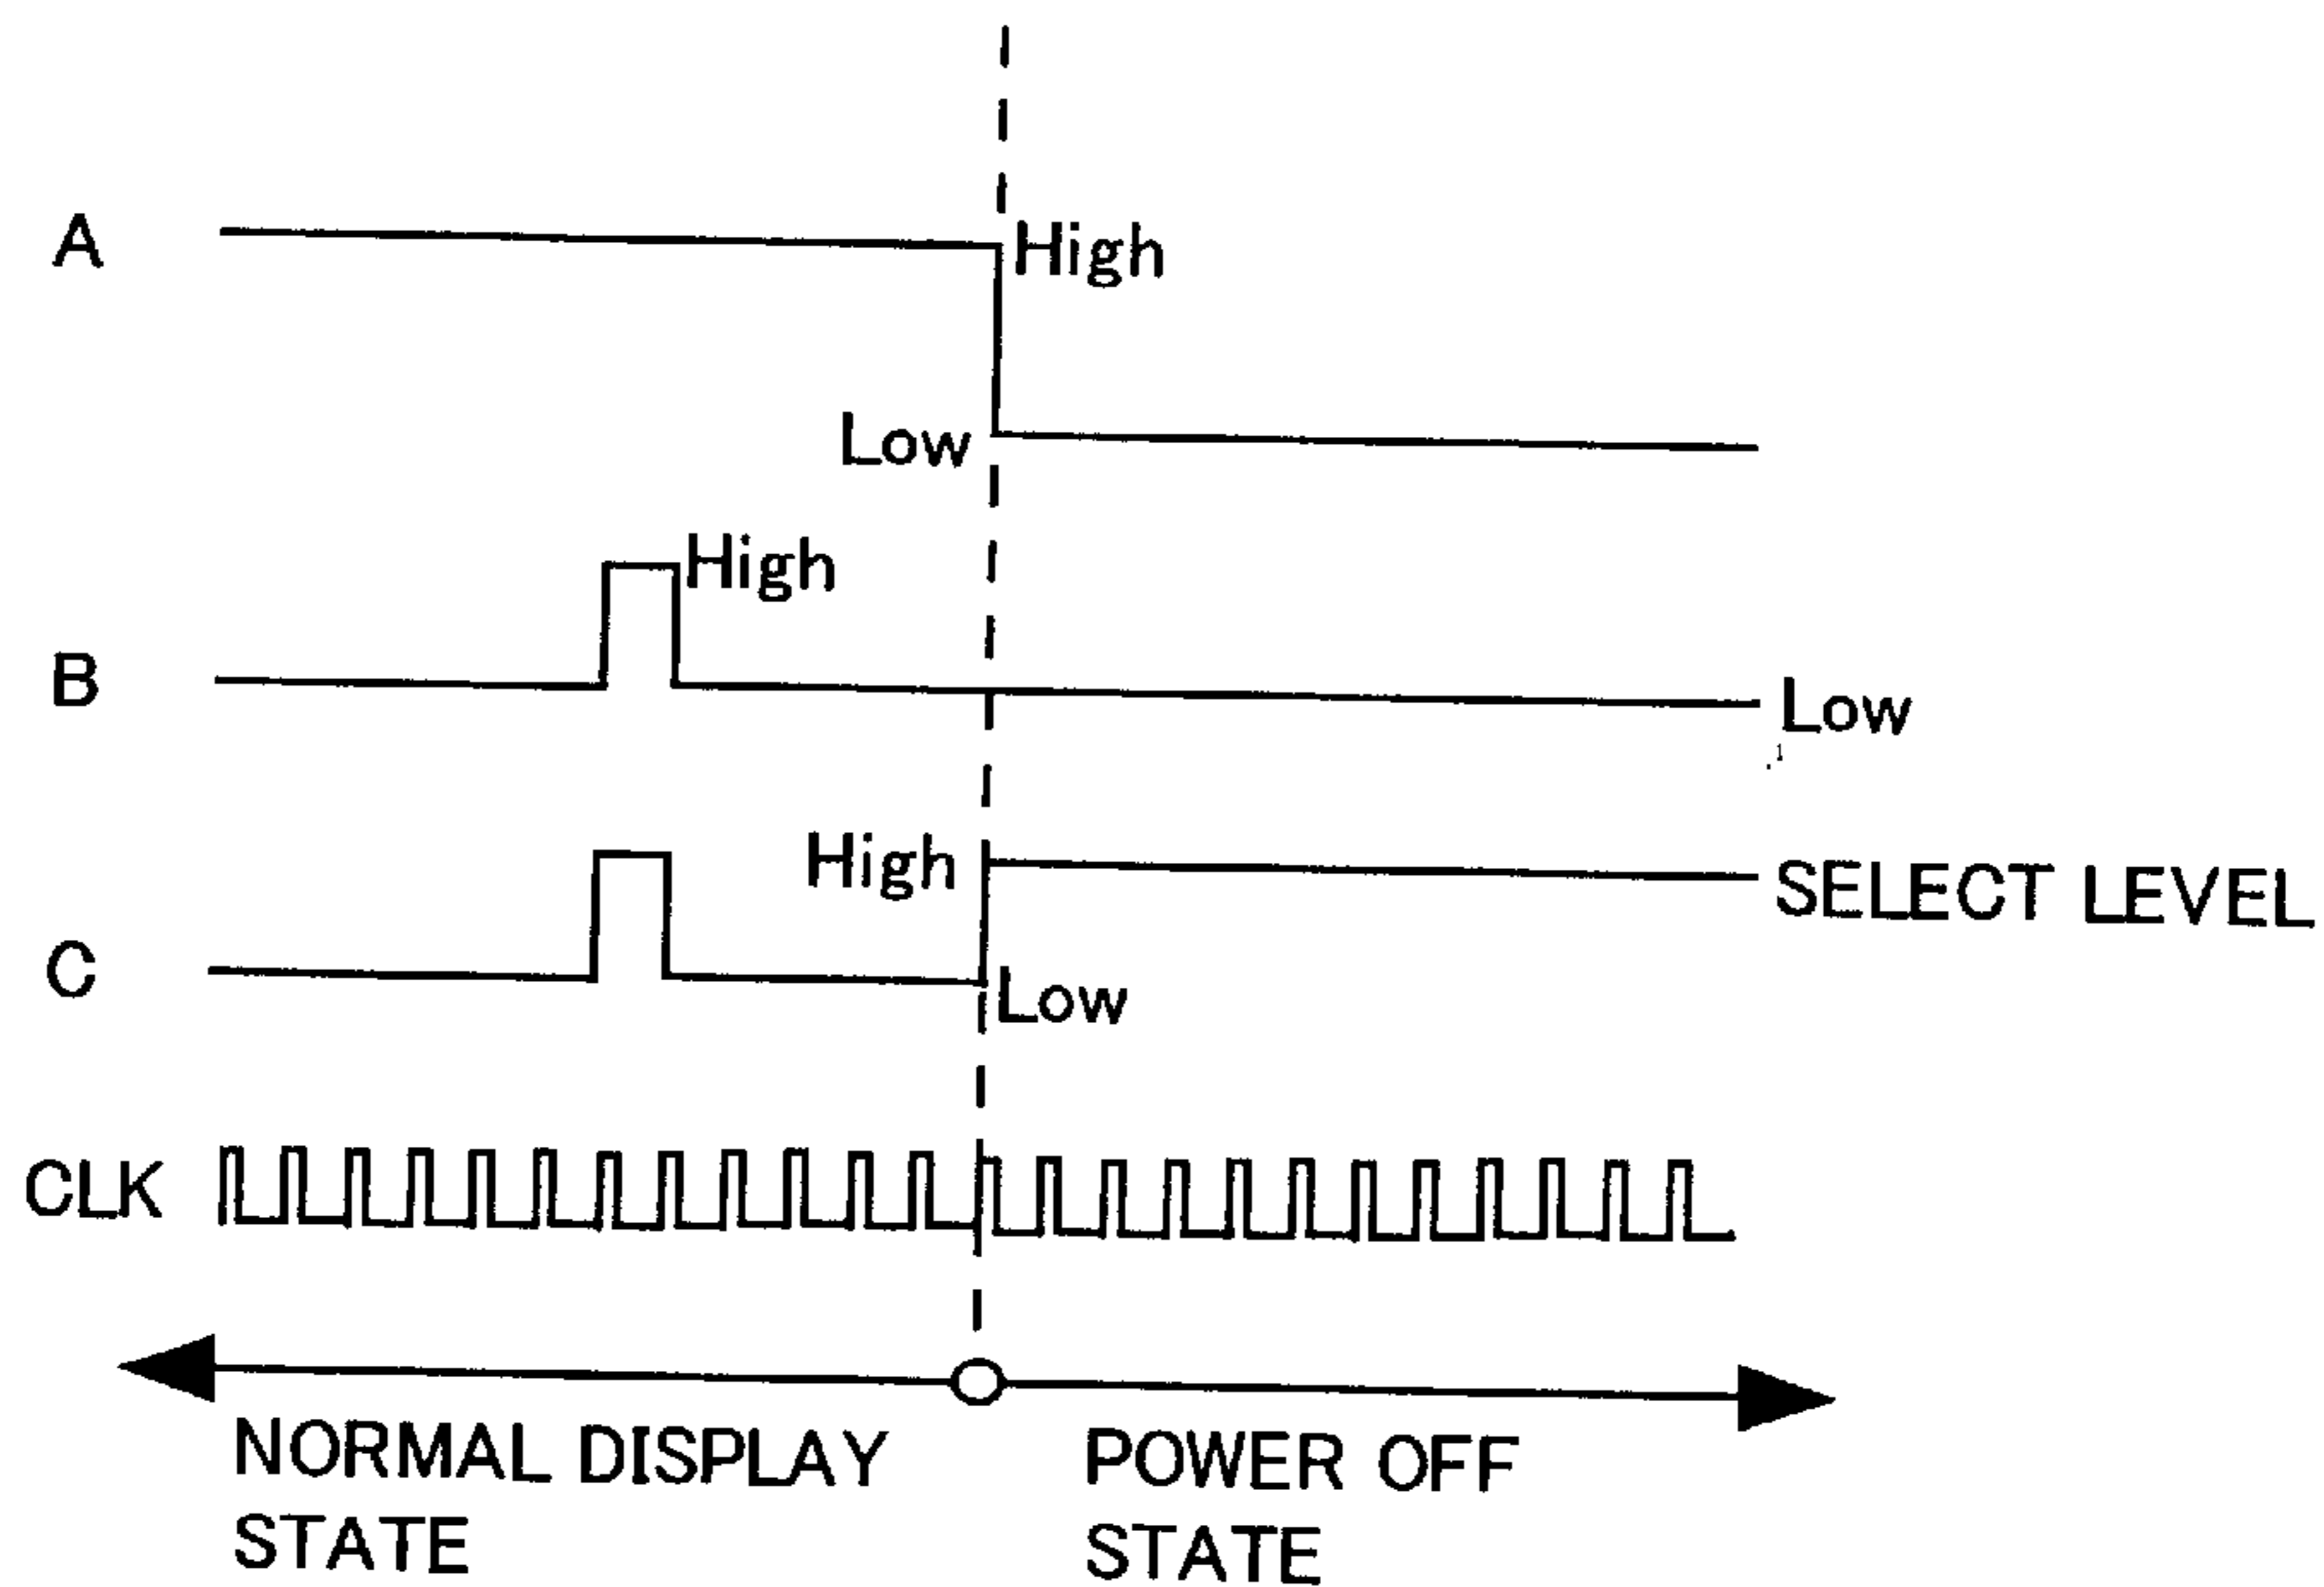 A
High
Low
High
B
Low
High
SELECT LEVEL
C
Low
CLK
NORMAL DISPLAY
STATE
POWER OFF
STATE